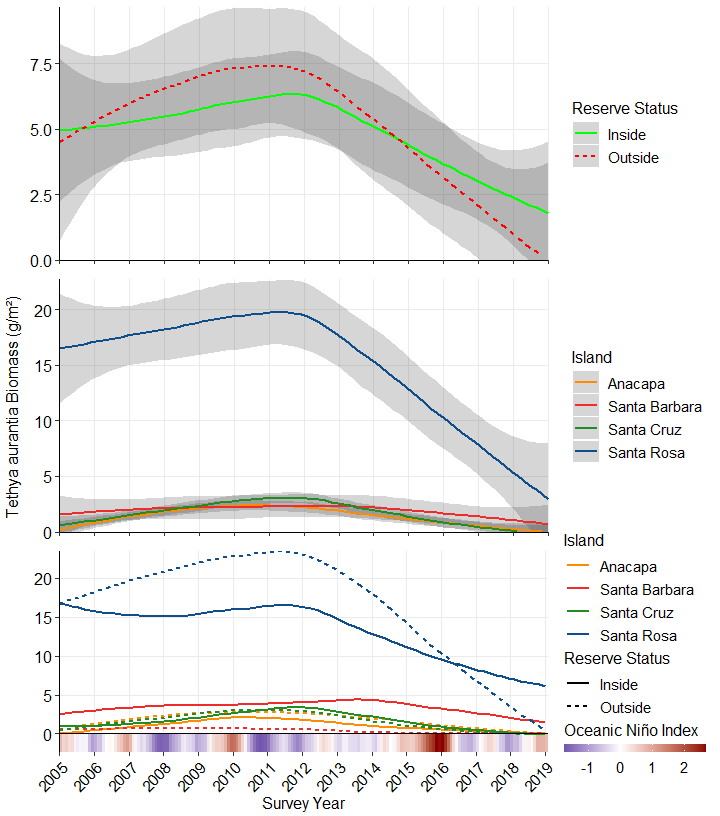 7.5
5.0
2.5
0.0
Reserve Status
Inside
Outside
Tethya aurantia Biomass (g/m²)
20
15
10
5
0
Island
Anacapa
Santa Barbara
Santa Cruz
Santa Rosa
20
15
10
5
0
Island
Anacapa
Santa Barbara
Santa Cruz
Santa Rosa
Reserve Status
Inside
Outside
Oceanic Niño Index
-1 0 1 2
2005 2006 2007 2008 2009 2010 2011 2012 2013 2014 2015 2016 2017 2018 2019
Survey Year